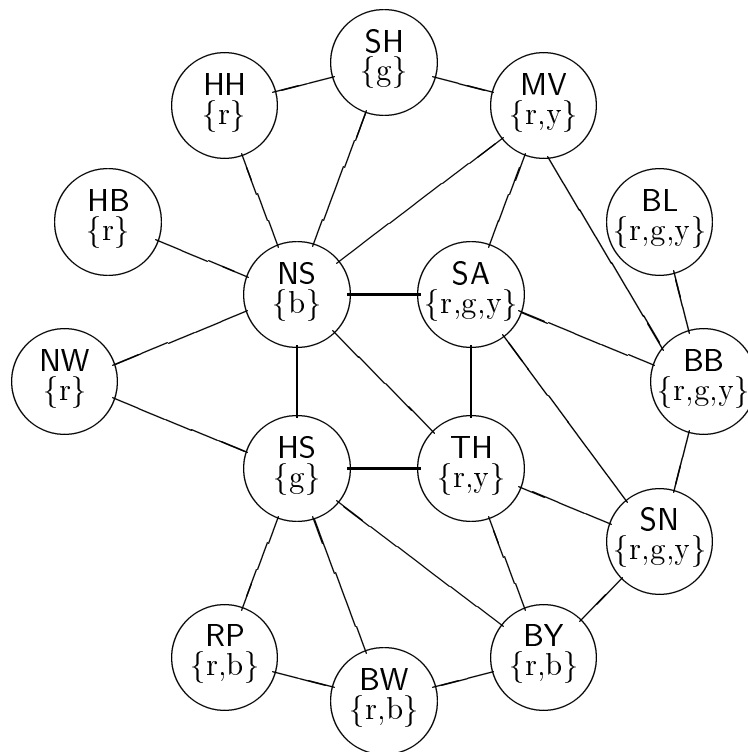 SH
{g}
HH
{r}
MV
{r,y}
HB
{r}
BL
{r,g,y}
NS
{b}
SA
{r,g,y}
NW
{r}
BB
{r,g,y}
HS
{g}
TH
{r,y}
SN
{r,g,y}
RP
{r,b}
BY
{r,b}
BW
{r,b}